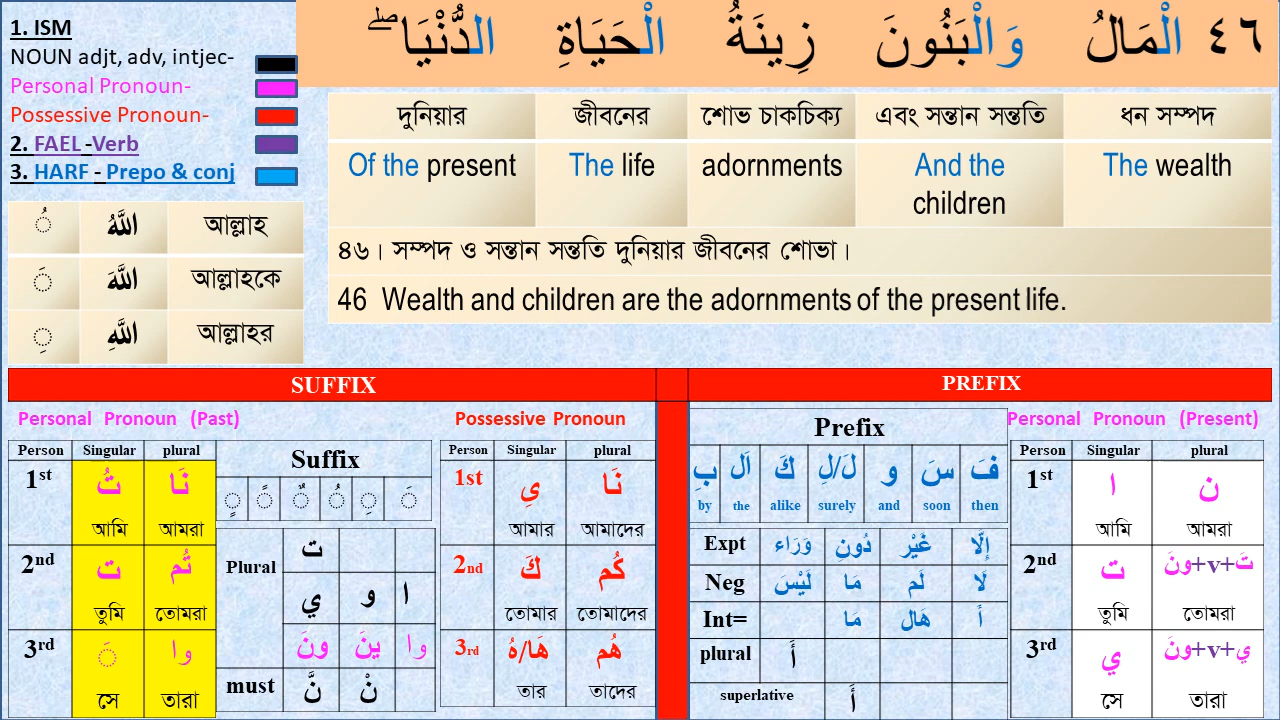 1. ISM
NOUN adjt, adv, intjec-
Personal Pronoun-
Possessive Pronoun-
2. FAEL -Verb
3. HARF - Prepo & conj
٤٦ الْمَالُ وَالْبَنُونَ زِينَةُ الْحَيَاةِ الدُّنْيَا ۖ
দুনিয়ার জীবনের শোভ চাকচিক্য এবং সন্তান সন্ততি ধন সম্পদ
Of the present The life adornments And the children The wealth
৪৬। সম্পদ ও সন্তান সন্ততি দুনিয়ার জীবনের শোভা।
46 Wealth and children are the adornments of the present life.
ُ اللَّهُ আল্লাহ
َ اللَّهَ আল্লাহকে
ِ اللَّهِ আল্লাহর
SUFFIX
Personal Pronoun (Past)
Person Singular plural
1st تُ نَا
আমি আমরা
2nd ت تُم
তুমি তোমরা
3rd َ وا
সে তারা
Suffix
ٍ ً ٌ ُ ِ َ
Plural ت
ي و ا
ونَ ينَ وا
must نَّ نْ
Possessive Pronoun
Person Singular plural
1st ي نَا
আমার আমাদের
2nd كَ كُم
তোমার তোমাদের
3rd هَا/هُ هُم
তার তাদের
PREFIX
Prefix
بِ اَل كَ لَ/لِ و سَ فَ
by the alike surely and soon then
Expt وَرَاء دُونِ غَيْر إِلَّا
Neg لَيْسَ مَا لَم لَا
Int= مَا هَال أَ
plural أَ
superlative أَ
Personal Pronoun (Present)
Person Singular plural
1st ا ن
আমি আমরা
2nd ت تَ+v+ونَ
তুমি তোমরা
3rd ي ي+v+ونَ
সে তারা